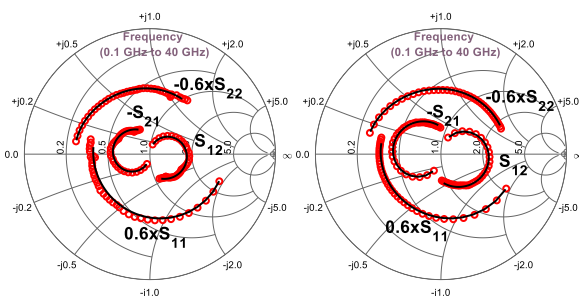 +j1.0
+j0.5
Frequency
(0.1 GHz to 40 GHz)
+j2.0
-0.6xS22
+j0.2
-S21
+j5.0
S12
0.0
0.2
0.5
1.0
2.0
5.0
∞
-j0.2
0.6xS11
-j5.0
-j0.5
-j2.0
-j1.0
+j1.0
+j0.5
Frequency
(0.1 GHz to 40 GHz)
+j2.0
-0.6xS22
+j0.2
-S21
+j5.0
0.0
0.2
0.5
1.0
2.0
5.0
∞
S12
-j0.2
0.6xS11
-j5.0
-j0.5
-j2.0
-j1.0